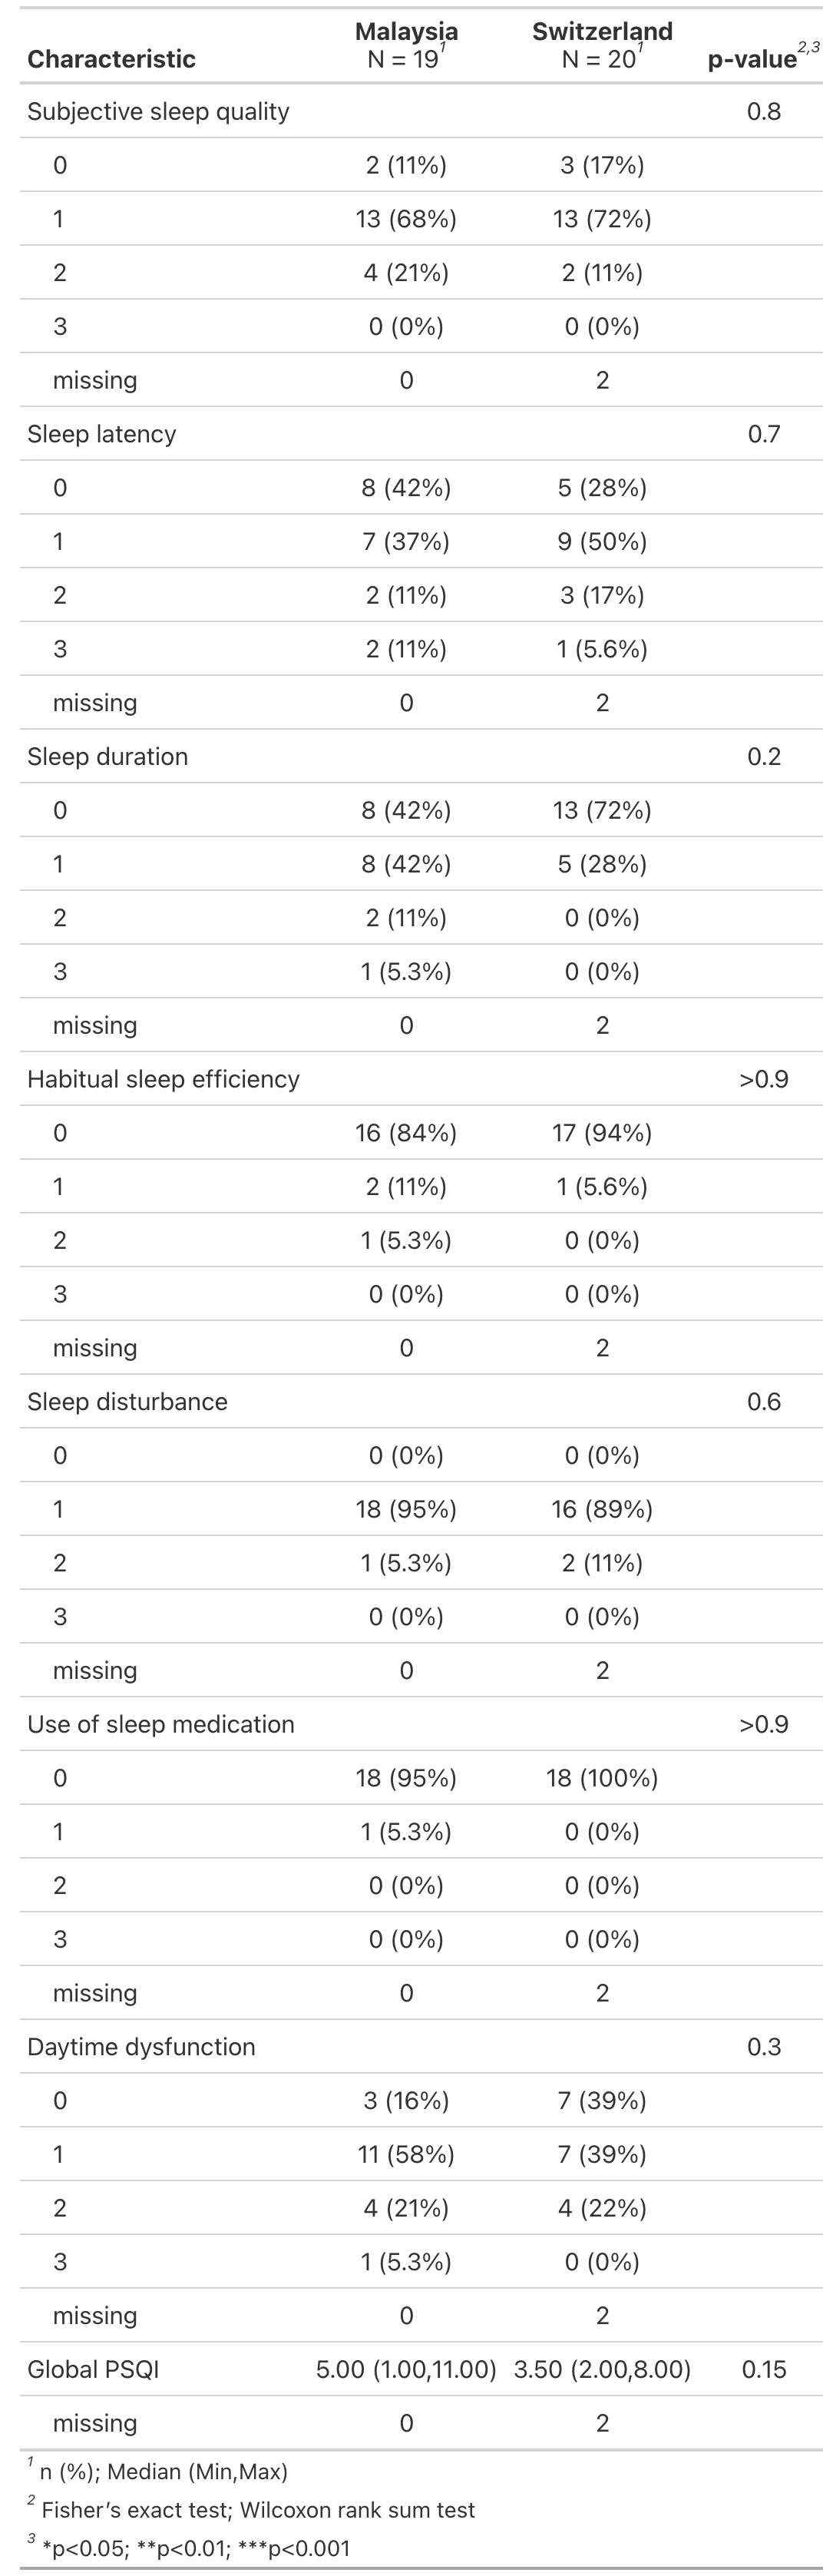 Characteristic Malaysia N = 19¹ Switzerland N = 20¹ p-value²,³
Subjective sleep quality 0.8
0 2 (11%) 3 (17%)
1 13 (68%) 13 (72%)
2 4 (21%) 2 (11%)
3 0 (0%) 0 (0%)
missing 0 2
Sleep latency 0.7
0 8 (42%) 5 (28%)
1 7 (37%) 9 (50%)
2 2 (11%) 3 (17%)
3 2 (11%) 1 (5.6%)
missing 0 2
Sleep duration 0.2
0 8 (42%) 13 (72%)
1 8 (42%) 5 (28%)
2 2 (11%) 0 (0%)
3 1 (5.3%) 0 (0%)
missing 0 2
Habitual sleep efficiency >0.9
0 16 (84%) 17 (94%)
1 2 (11%) 1 (5.6%)
2 1 (5.3%) 0 (0%)
3 0 (0%) 0 (0%)
missing 0 2
Sleep disturbance 0.6
0 0 (0%) 0 (0%)
1 18 (95%) 16 (89%)
2 1 (5.3%) 2 (11%)
3 0 (0%) 0 (0%)
missing 0 2
Use of sleep medication >0.9
0 18 (95%) 18 (100%)
1 1 (5.3%) 0 (0%)
2 0 (0%) 0 (0%)
3 0 (0%) 0 (0%)
missing 0 2
Daytime dysfunction 0.3
0 3 (16%) 7 (39%)
1 11 (58%) 7 (39%)
2 4 (21%) 4 (22%)
3 1 (5.3%) 0 (0%)
missing 0 2
Global PSQI 5.00 (1.00,11.00) 3.50 (2.00,8.00) 0.15
missing 0 2
¹ n (%); Median (Min,Max)
² Fisher's exact test; Wilcoxon rank sum test
³ *p<0.05; **p<0.01; ***p<0.001